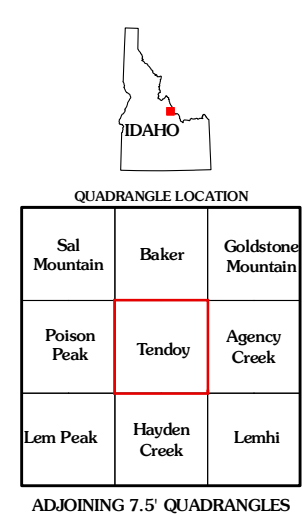 IDAHO
QUADRANGLE LOCATION
Sal
Mountain
Baker
Goldstone
Mountain
Poison
Peak
Tendoy
Agency
Creek
Lem Peak
Hayden
Creek
Lemhi
ADJOINING 7.5' QUADRANGLES